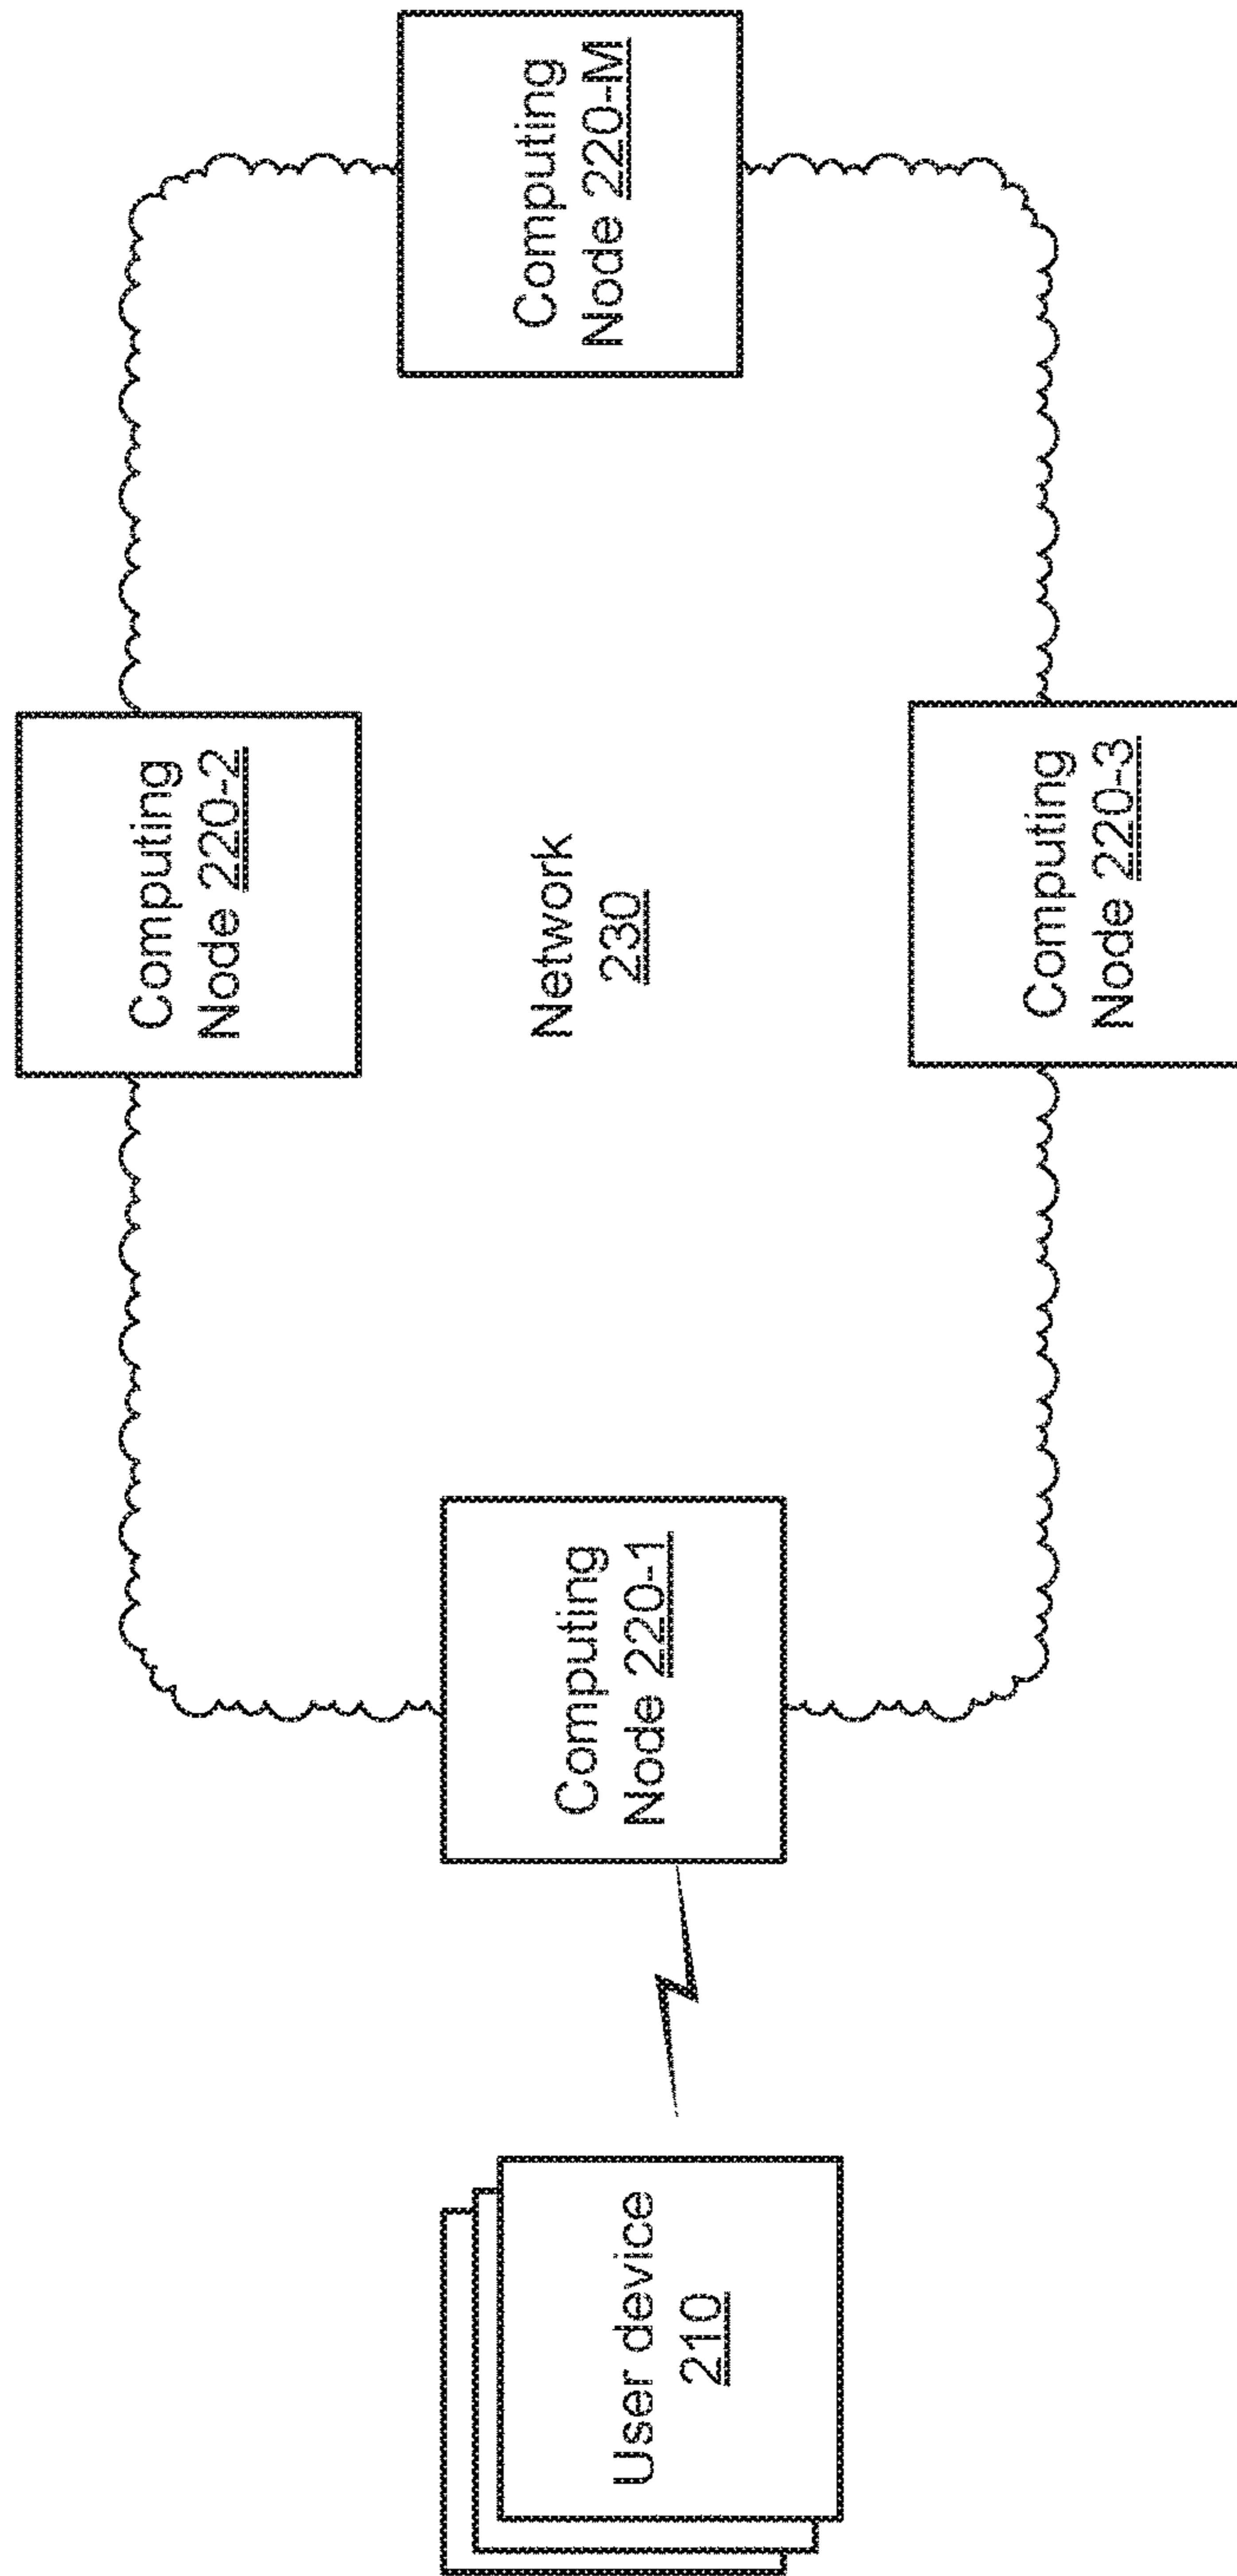 Computing
Node 220-2
User device
210
Computing
Node 220-1
Network
230
Computing
Node 220-M
Computing
Node 220-3